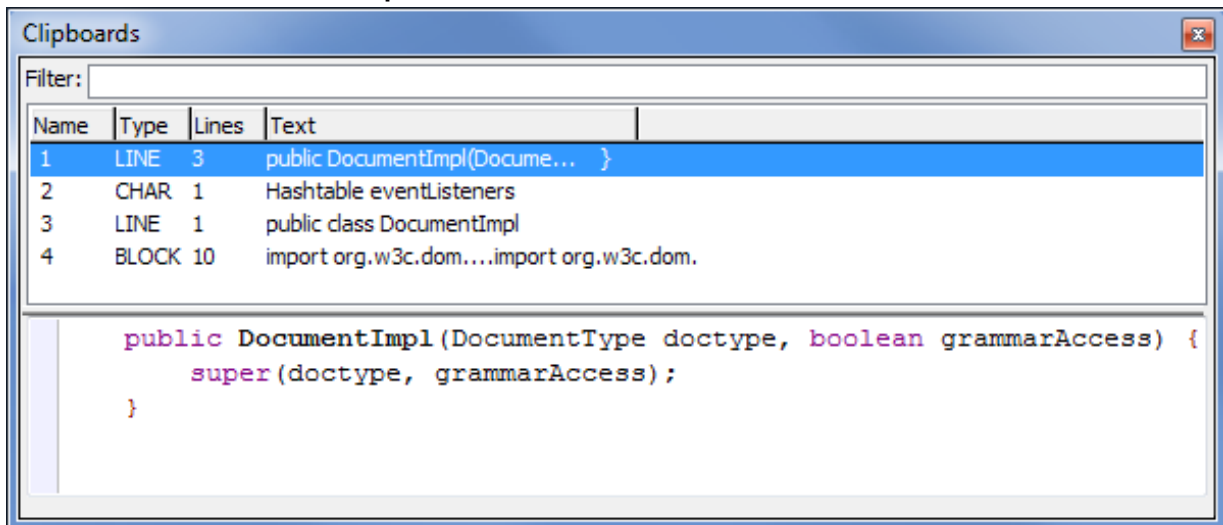 Clipboards
Filter:
Name Type Lines Text
1 LINE 3 public DocumentImpl(Docume... }
2 CHAR 1 Hashtable eventListeners
3 LINE 1 public class DocumentImpl
4 BLOCK 10 import org.w3c.dom....import org.w3c.dom.
public DocumentImpl(DocumentType doctype, boolean grammarAccess) {
super(doctype, grammarAccess);
}